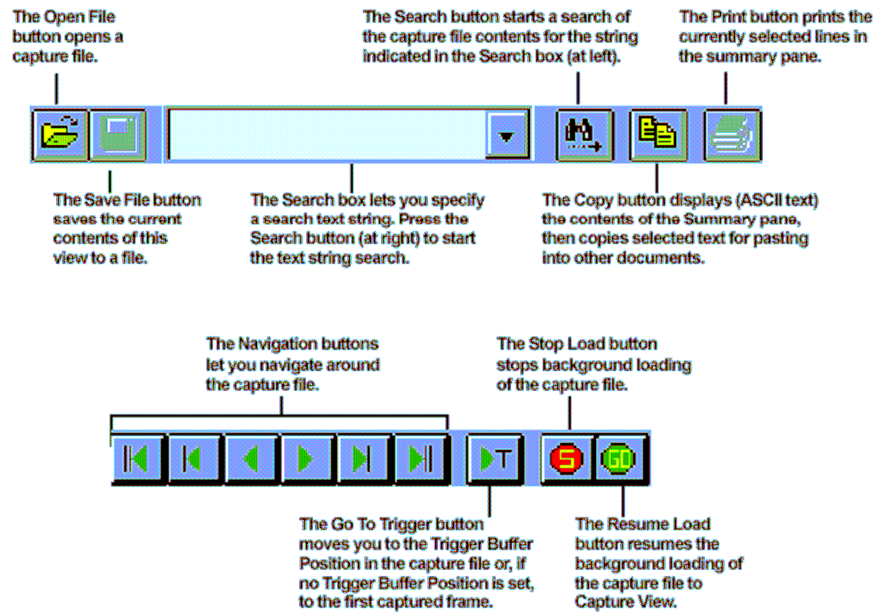 The Open File
button opens a
capture file.
The Search button starts a search of
the capture file contents for the string
indicated in the Search box (at left).
The Print button prints the
currently selected lines in
the summary pane.
The Save File button
saves the current
contents of this
view to a file.
The Search box lets you specify
a search text string. Press the
Search button (at right) to start
the text string search.
The Copy button displays (ASCII text)
the contents of the Summary pane,
then copies selected text for pasting
into other documents.
The Navigation buttons
let you navigate around
the capture file.
The Stop Load button
stops background loading
of the capture file.
T
S
GO
The Go To Trigger button
moves you to the Trigger Buffer
Position in the capture file or, if
no Trigger Buffer Position is set,
to the first captured frame.
The Resume Load
button resumes the
background loading of
the capture file to
Capture View.